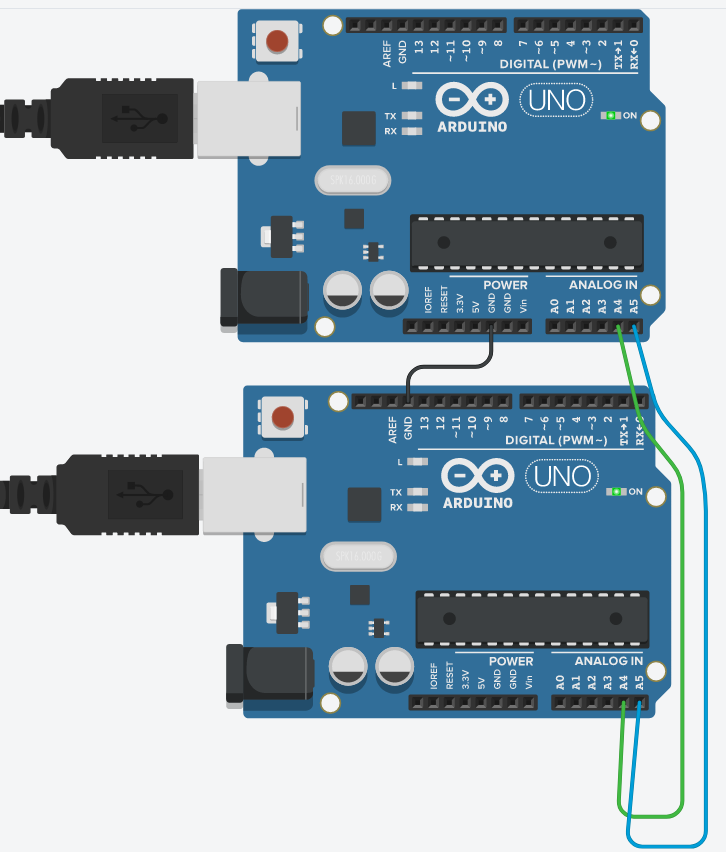 AREF
GND
13
12
~11
~10
~9
8
7
~6
~5
4
~3
2
TX→1
RX←0
DIGITAL (PWM~)
L
TX
RX
ARDUINO
UNO
ON
POWER
ANALOG IN
IOREF
RESET
3.3V
5V
GND
GND
Vin
A0
A1
A2
A3
A4
A5
AREF
GND
13
12
~11
~10
~9
8
7
~6
~5
4
~3
2
TX→1
RX←0
DIGITAL (PWM~)
L
TX
RX
ARDUINO
UNO
ON
POWER
ANALOG IN
IOREF
RESET
3.3V
5V
GND
GND
Vin
A0
A1
A2
A3
A4
A5